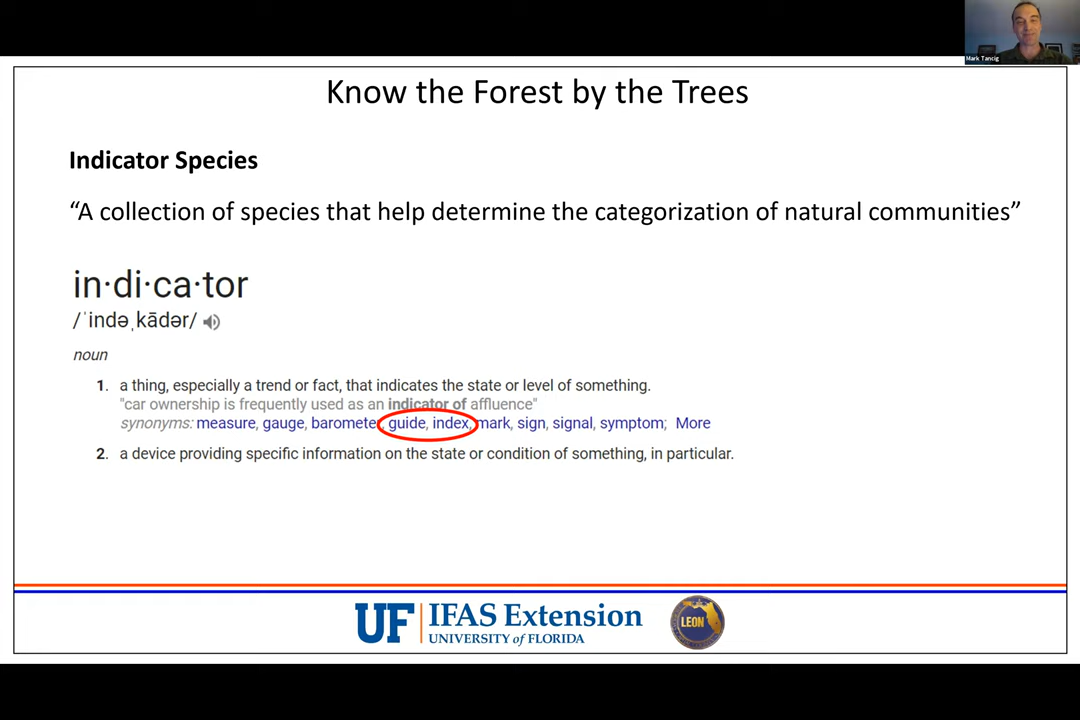 Mark Tancig
Know the Forest by the Trees
Indicator Species
“A collection of species that help determine the categorization of natural communities”
in·di·ca·tor
/ˈindəˌkādər/
noun
1. a thing, especially a trend or fact, that indicates the state or level of something.
"car ownership is frequently used as an indicator of affluence"
synonyms: measure, gauge, barometer, guide, index, mark, sign, signal, symptom; More
2. a device providing specific information on the state or condition of something, in particular.
UF IFAS Extension
UNIVERSITY of FLORIDA
LEON